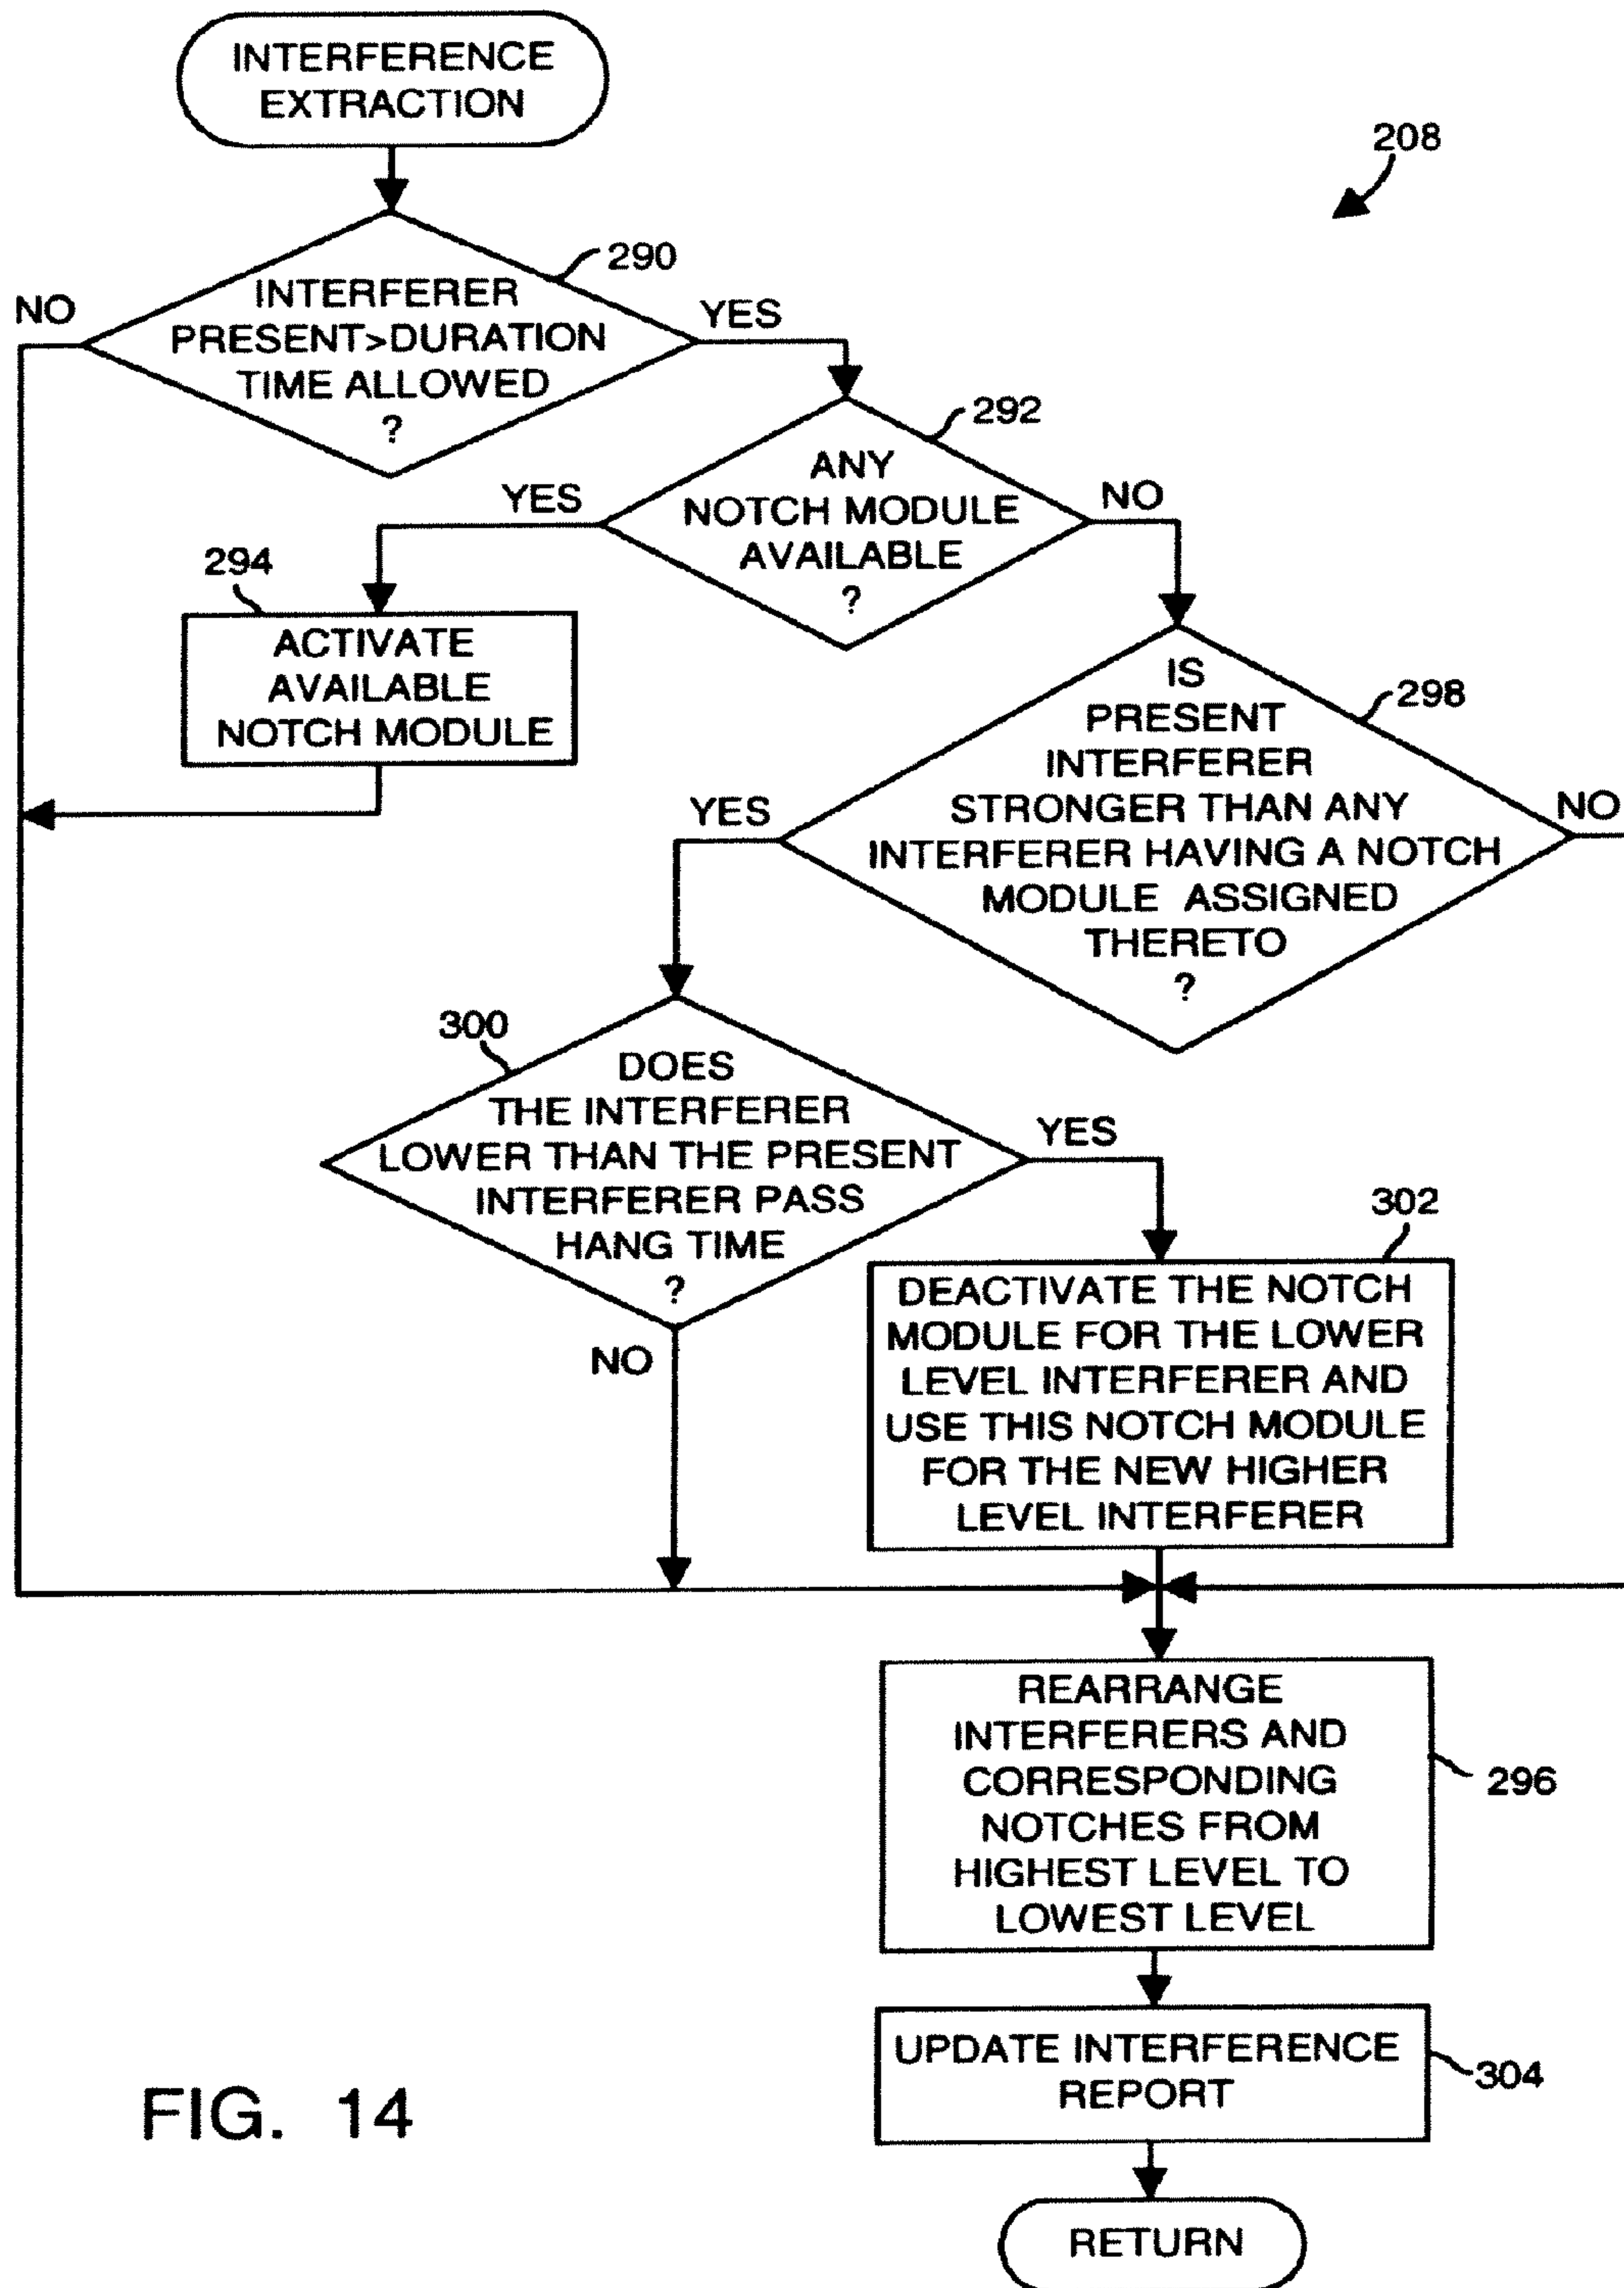 INTERFERENCE
EXTRACTION
208
290
NO
INTERFERER
PRESENT>DURATION
TIME ALLOWED
?
YES
292
ANY
NOTCH MODULE
AVAILABLE
?
YES
NO
294
ACTIVATE
AVAILABLE
NOTCH MODULE
298
IS
PRESENT
INTERFERER
STRONGER THAN ANY
INTERFERER HAVING A NOTCH
MODULE ASSIGNED
THERETO
?
YES
NO
300
DOES
THE INTERFERER
LOWER THAN THE PRESENT
INTERFERER PASS
HANG TIME
?
YES
NO
302
DEACTIVATE THE NOTCH
MODULE FOR THE LOWER
LEVEL INTERFERER AND
USE THIS NOTCH MODULE
FOR THE NEW HIGHER
LEVEL INTERFERER
REARRANGE
INTERFERERS AND
CORRESPONDING
NOTCHES FROM
HIGHEST LEVEL TO
LOWEST LEVEL
296
UPDATE INTERFERENCE
REPORT
304
RETURN
FIG. 14